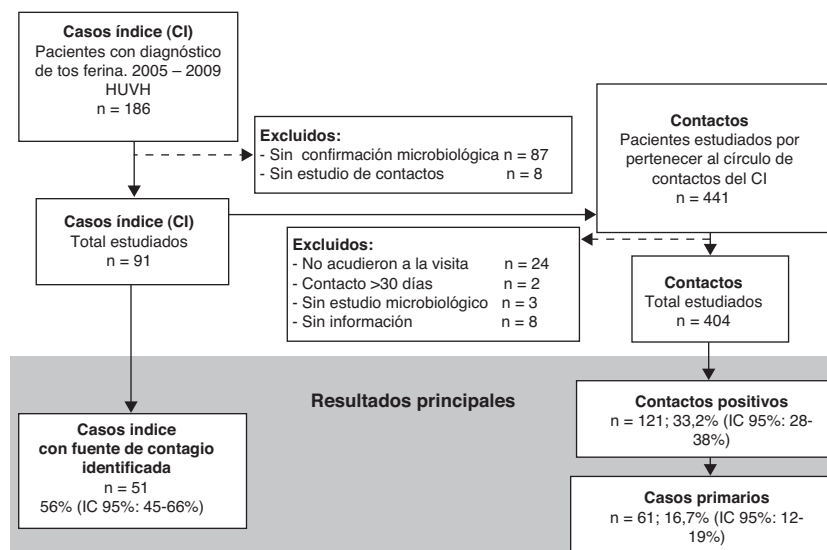 Casos índice (CI)
Pacientes con diagnóstico
de tos ferina. 2005 – 2009
HUVH
n = 186
Excluidos:
- Sin confirmación microbiológica n = 87
- Sin estudio de contactos n = 8
Contactos
Pacientes estudiados por
pertenecer al círculo de
contactos del CI
n = 441
Casos índice (CI)
Total estudiados
n = 91
Excluidos:
- No acudieron a la visita n = 24
- Contacto >30 días n = 2
- Sin estudio microbiológico n = 3
- Sin información n = 8
Contactos
Total estudiados
n = 404
Resultados principales
Contactos positivos
n = 121; 33,2% (IC 95%: 28-
38%)
Casos indice
con fuente de contagio
identificada
n = 51
56% (IC 95%: 45-66%)
Casos primarios
n = 61; 16,7% (IC 95%: 12-
19%)